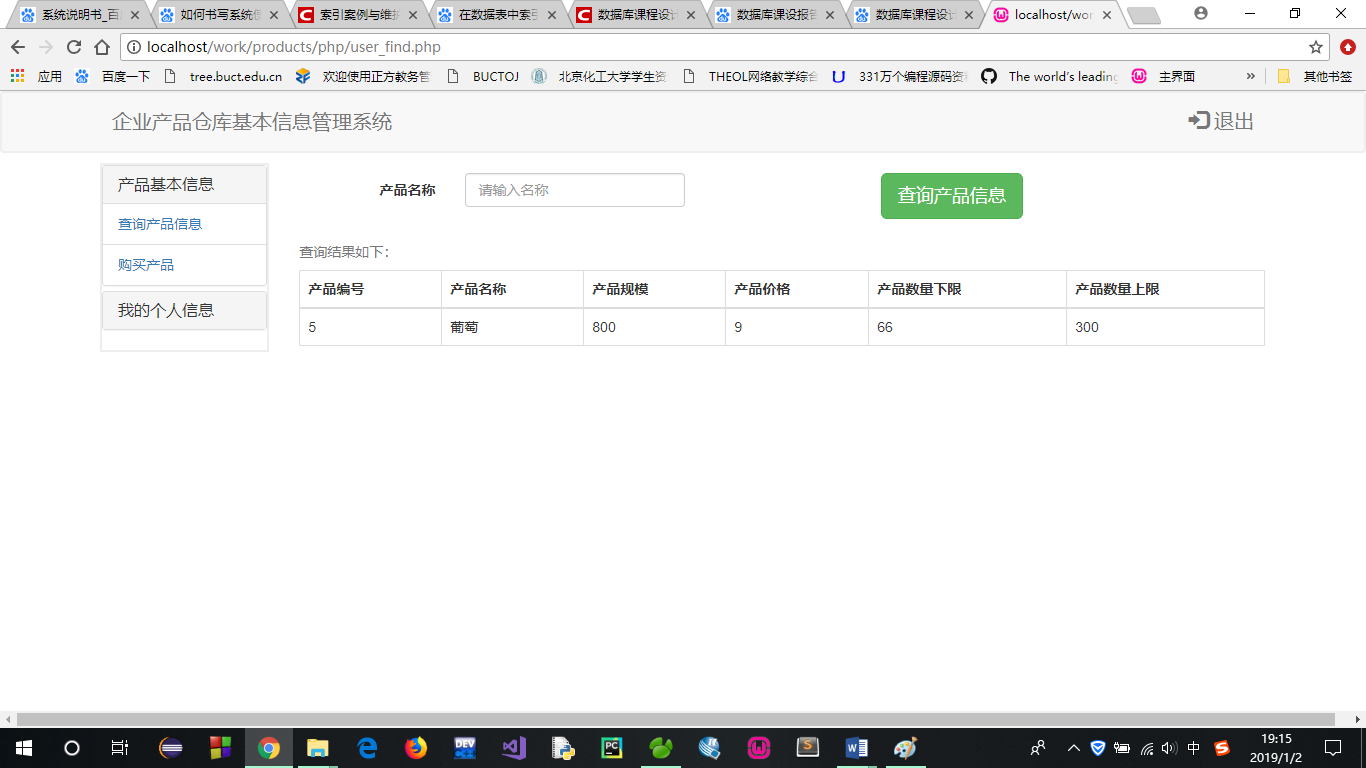 系统说明书_百
如何书写系统使
索引案例与维护
在数据表中索引
数据库课程设计
数据库课设报告
数据库课程设计
localhost/wor
localhost/work/products/php/user_find.php
应用
百度一下
tree.buct.edu.cn
欢迎使用正方教务管
BUCTOJ
北京化工大学学生资
THEOL网络教学综合
331万个编程源码资
The world's leading
主界面
»
其他书签
企业产品仓库基本信息管理系统
退出
产品基本信息
查询产品信息
购买产品
我的个人信息
产品名称
请输入名称
查询产品信息
查询结果如下：
产品编号 产品名称 产品规模 产品价格 产品数量下限 产品数量上限
5 葡萄 800 9 66 300
DEV
PC
中
19:15
2019/1/2